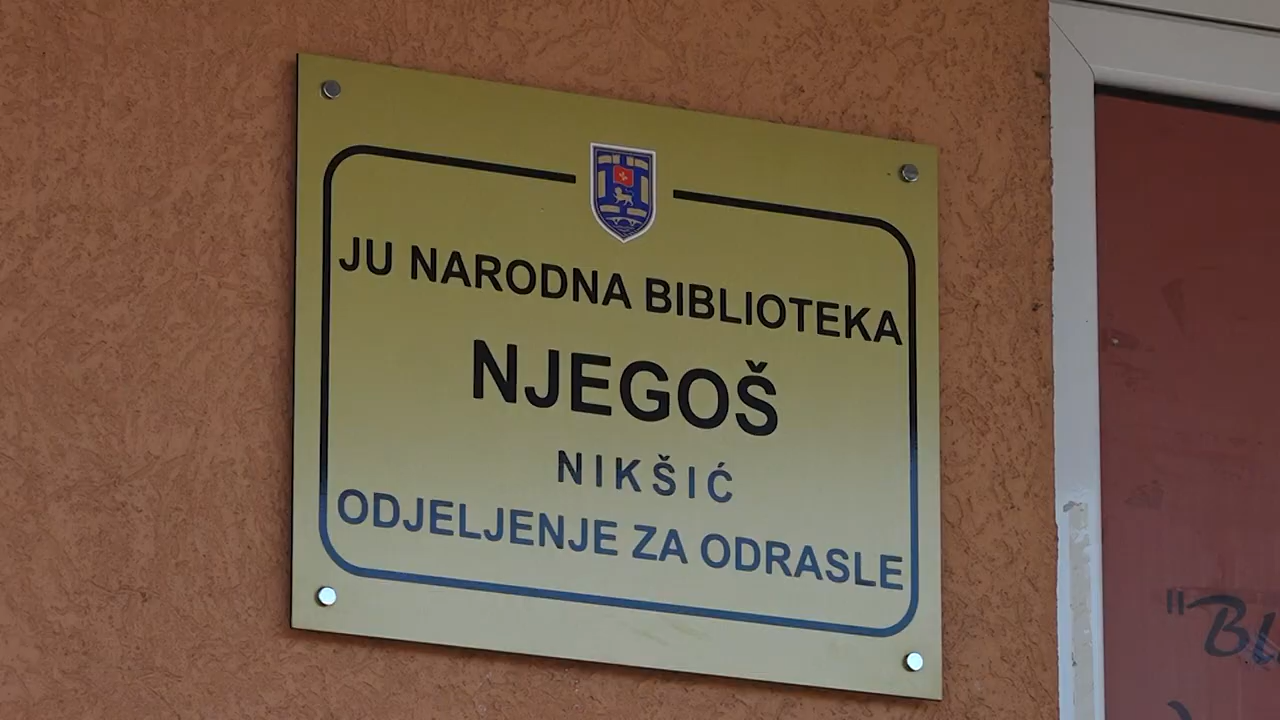 JU NARODNA BIBLIOTEKA
NJEGOŠ
NIKŠIĆ
ODJELJENJE ZA ODRASLE